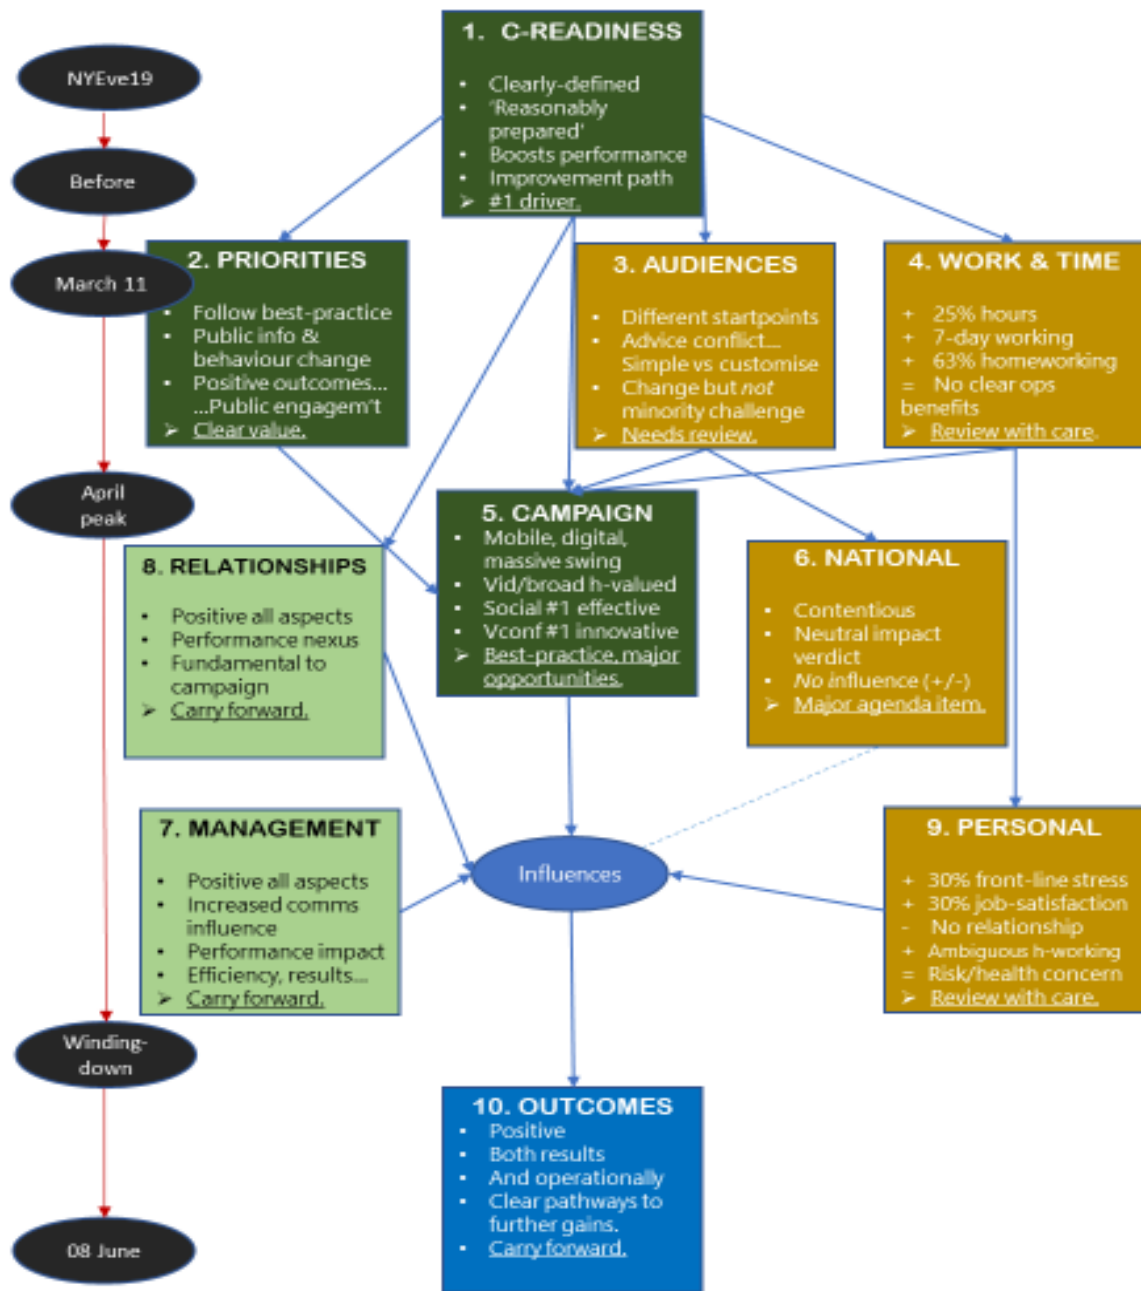 NYEve19
Before
March 11
April
peak
Winding-
down
08 June
1. C-READINESS
• Clearly-defined
• ‘Reasonably
prepared’
• Boosts performance
• Improvement path
➢ #1 driver.
2. PRIORITIES
• Follow best-practice
• Public info &
behaviour change
• Positive outcomes...
...Public engagem't
➢ Clear value.
3. AUDIENCES
• Different startpoints
• Advice conflict...
Simple vs customise
• Change but not
minority challenge
➢ Needs review.
4. WORK & TIME
+ 25% hours
+ 7-day working
+ 63% homeworking
= No clear ops
benefits
➢ Review with care.
5. CAMPAIGN
• Mobile, digital,
massive swing
• Vid/broad h-valued
• Social #1 effective
• Vconf #1 innovative
➢ Best-practice, major
opportunities.
6. NATIONAL
• Contentious
• Neutral impact
verdict
• No influence (+/-)
➢ Major agenda item.
8. RELATIONSHIPS
• Positive all aspects
• Performance nexus
• Fundamental to
campaign
➢ Carry forward.
7. MANAGEMENT
• Positive all aspects
• Increased comms
influence
• Performance impact
• Efficiency, results...
➢ Carry forward.
Influences
9. PERSONAL
+ 30% front-line stress
+ 30% job-satisfaction
- No relationship
+ Ambiguous h-working
= Risk/health concern
➢ Review with care.
10. OUTCOMES
• Positive
• Both results
• And operationally
• Clear pathways to
further gains.
• Carry forward.